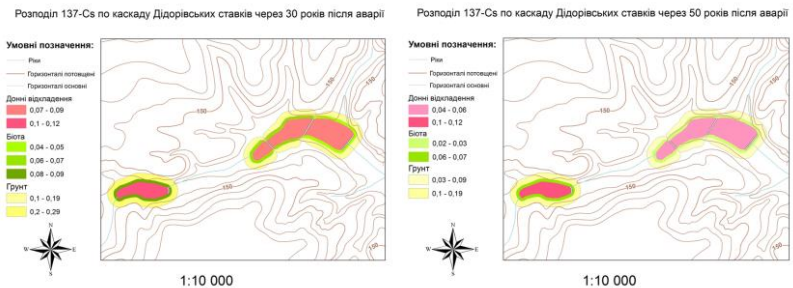 Розподіл 137-Cs по каскаду Дідорівських ставків через 30 років після аварії
Умовні позначення:
Ріки
Горизонталі потовщені
Горизонталі основні
Донні відкладення
0,07 - 0,09
0,1 - 0,12
Біота
0,04 - 0,05
0,06 - 0,07
0,08 - 0,09
Грунт
0,1 - 0,19
0,2 - 0,29
N
W E
S
150
150
150
1:10 000
Розподіл 137-Cs по каскаду Дідорівських ставків через 50 років після аварії
Умовні позначення:
Ріки
Горизонталі потовщені
Горизонталі основні
Донні відкладення
0,04 - 0,06
0,1 - 0,12
Біота
0,02 - 0,03
0,06 - 0,07
Грунт
0,03 - 0,09
0,1 - 0,19
N
W E
S
150
150
150
1:10 000